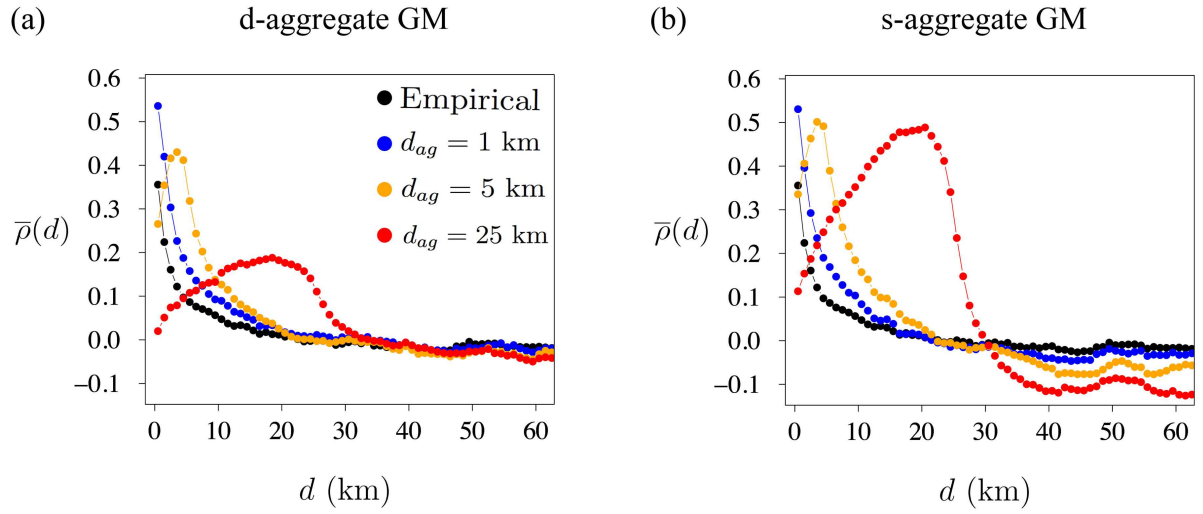 (a) d-aggregate GM
0.6
0.5
0.4
0.3
0.2
0.1
0.0
−0.1
ρ̅(d)
Empirical
d_ag = 1 km
d_ag = 5 km
d_ag = 25 km
0 10 20 30 40 50 60
d (km)
(b) s-aggregate GM
0.6
0.5
0.4
0.3
0.2
0.1
0.0
−0.1
ρ̅(d)
0 10 20 30 40 50 60
d (km)